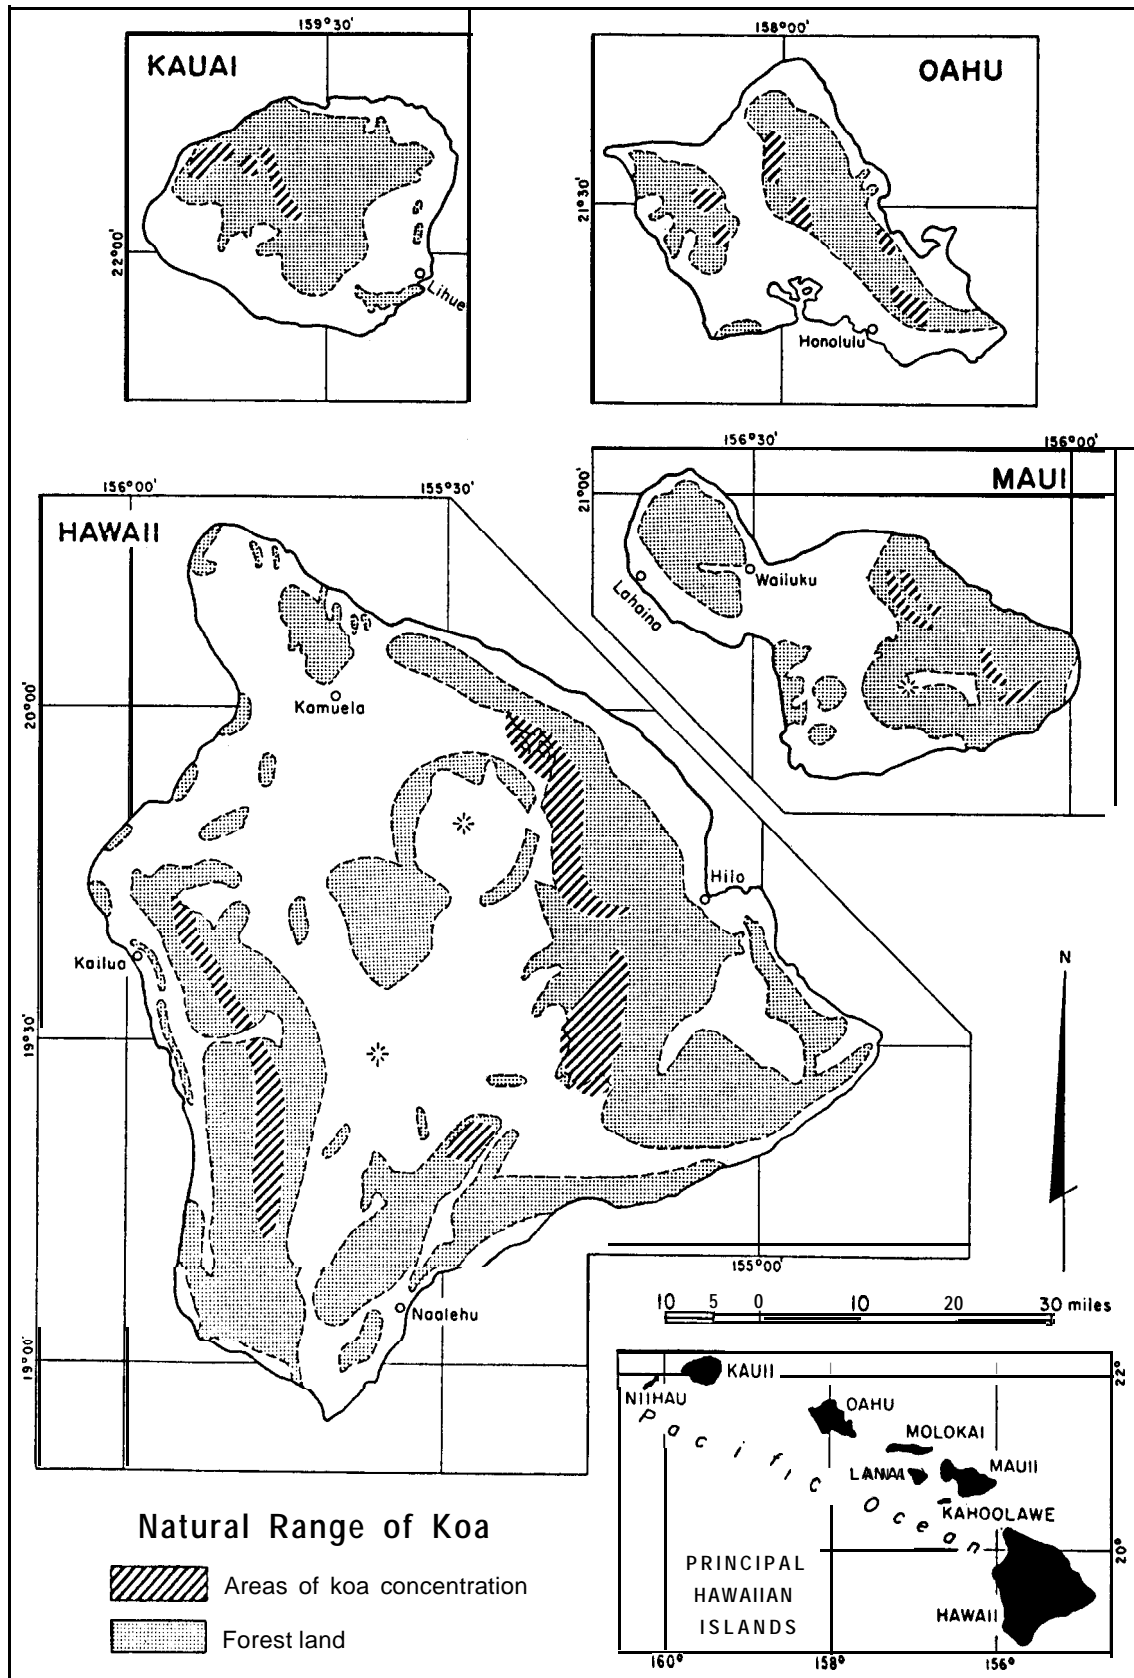 159°30'
KAUAI
22°00'
Lihue
158°00'
OAHU
21°30'
Honolulu
156°30'
156°00'
MAUI
21°00'
Wailuku
Lahaina
156°00'
155°30'
HAWAII
20°00'
Kamuela
Hilo
Kailua
19°30'
N
Naalehu
155°00'
19°00'
10 5 0 10 20 30 miles
Natural Range of Koa
Areas of koa concentration
Forest land
KAUII
NIIHAU
OAHU
MOLOKAI
LANAI
MAUII
KAHOOLAWE
HAWAII
Pacific Ocean
PRINCIPAL
HAWAIIAN
ISLANDS
22°
20°
160°
158°
156°